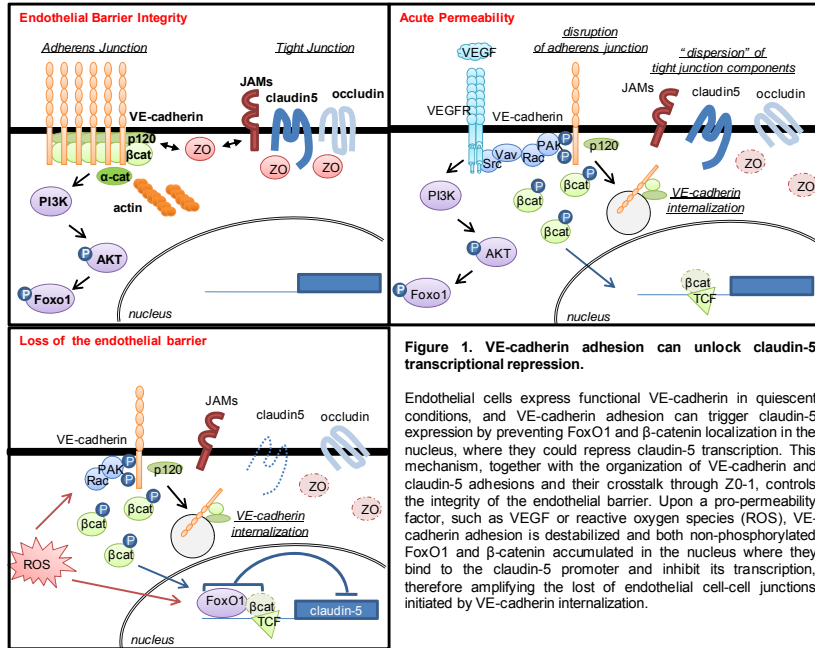 Endothelial Barrier Integrity
Adherens Junction
Tight Junction
JAMs
claudin5
occludin
VE-cadherin
p120
βcat
ZO
ZO
ZO
α-cat
actin
PI3K
P
AKT
P
Foxo1
nucleus
Acute Permeability
disruption
of adherens junction
"dispersion" of
tight junction components
VEGF
JAMs
claudin5
occludin
VEGFR
VE-cadherin
PAK
P
P
p120
Src
Vav
Rac
ZO
ZO
P
βcat
P
βcat
P
βcat
VE-cadherin
internalization
PI3K
P
AKT
P
Foxo1
βcat
TCF
nucleus
Loss of the endothelial barrier
JAMs
claudin5
occludin
VE-cadherin
PAK
Rac
P
P
p120
ZO
ZO
P
βcat
P
βcat
P
βcat
VE-cadherin
internalization
ROS
FoxO1
βcat
TCF
claudin-5
nucleus
Figure 1. VE-cadherin adhesion can unlock claudin-5
transcriptional repression.
Endothelial cells express functional VE-cadherin in quiescent
conditions, and VE-cadherin adhesion can trigger claudin-5
expression by preventing FoxO1 and β-catenin localization in the
nucleus, where they could repress claudin-5 transcription. This
mechanism, together with the organization of VE-cadherin and
claudin-5 adhesions and their crosstalk through Z0-1, controls
the integrity of the endothelial barrier. Upon a pro-permeability
factor, such as VEGF or reactive oxygen species (ROS), VE-
cadherin adhesion is destabilized and both non-phosphorylated
FoxO1 and β-catenin accumulated in the nucleus where they
bind to the claudin-5 promoter and inhibit its transcription,
therefore amplifying the lost of endothelial cell-cell junctions
initiated by VE-cadherin internalization.